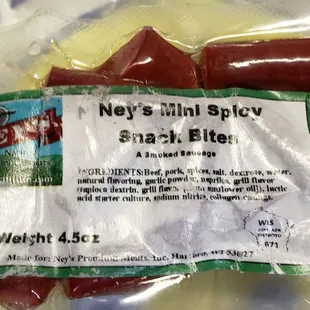 Ney's Mini Spicy
Snack Bites
A Smoked Sausage
INGREDIENTS: Beef, pork, spices, salt, dextrose, water,
natural flavoring, garlic powder, paprika, grill flavor
(tapioca dextrin, grill flavor sunflower oil)), lactic
acid starter culture, sodium nitrite, collagen casings.
Weight 4.5oz
WIS
671
Made for: Ney's Premium Meats, Inc. WI 53027